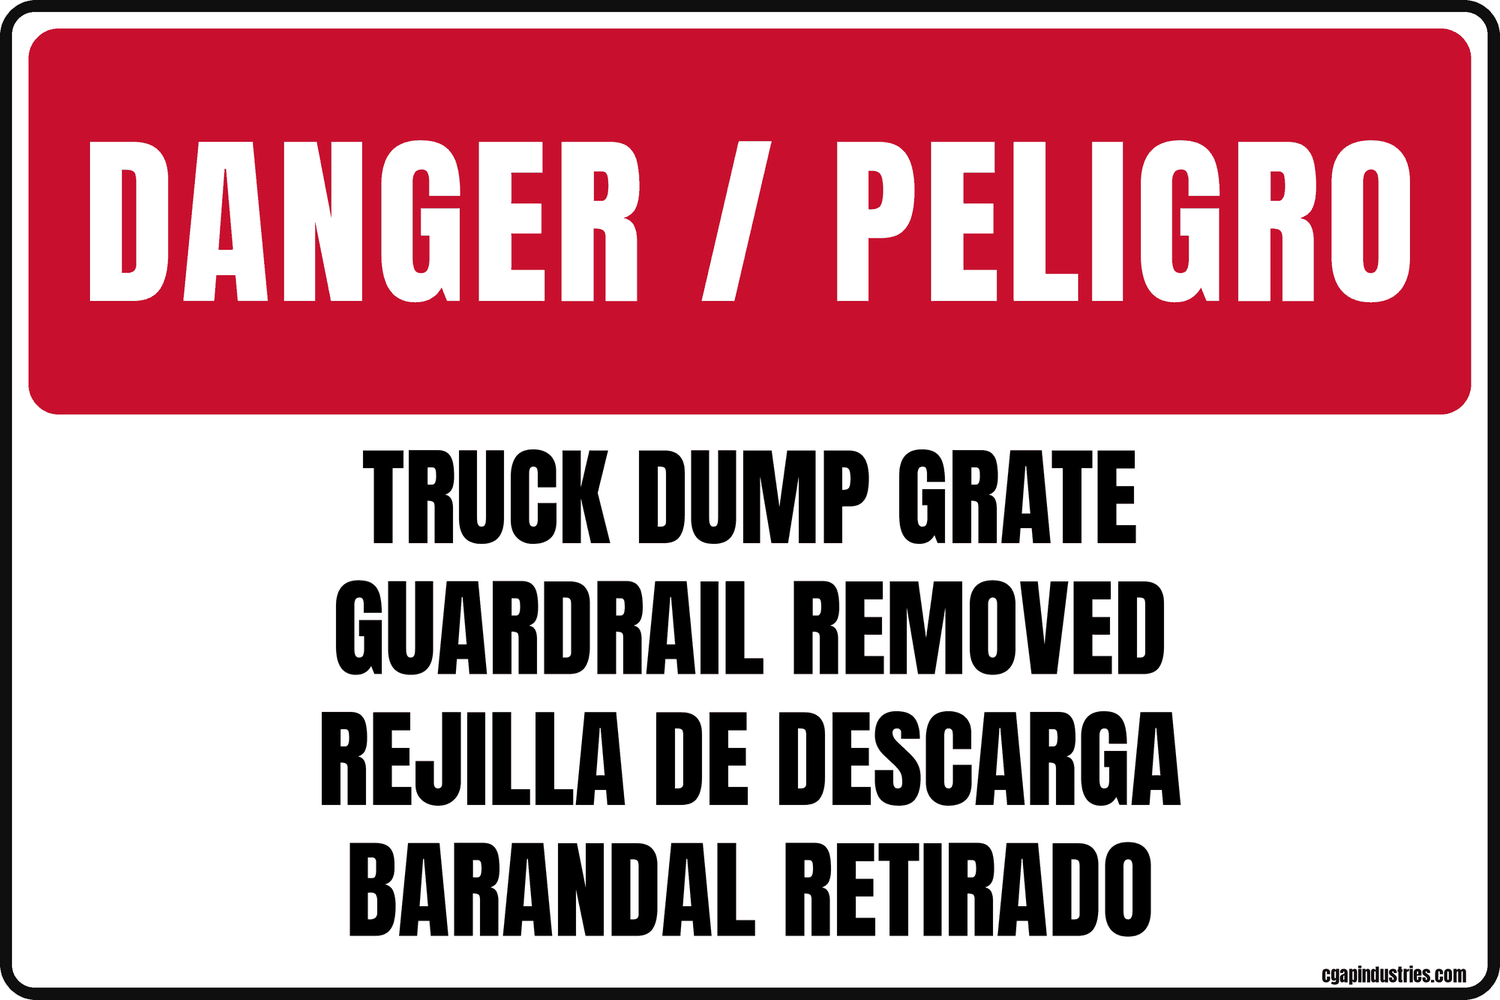 DANGER / PELIGRO
TRUCK DUMP GRATE
GUARDRAIL REMOVED
REJILLA DE DESCARGA
BARANDAL RETIRADO
cgapindustries.com